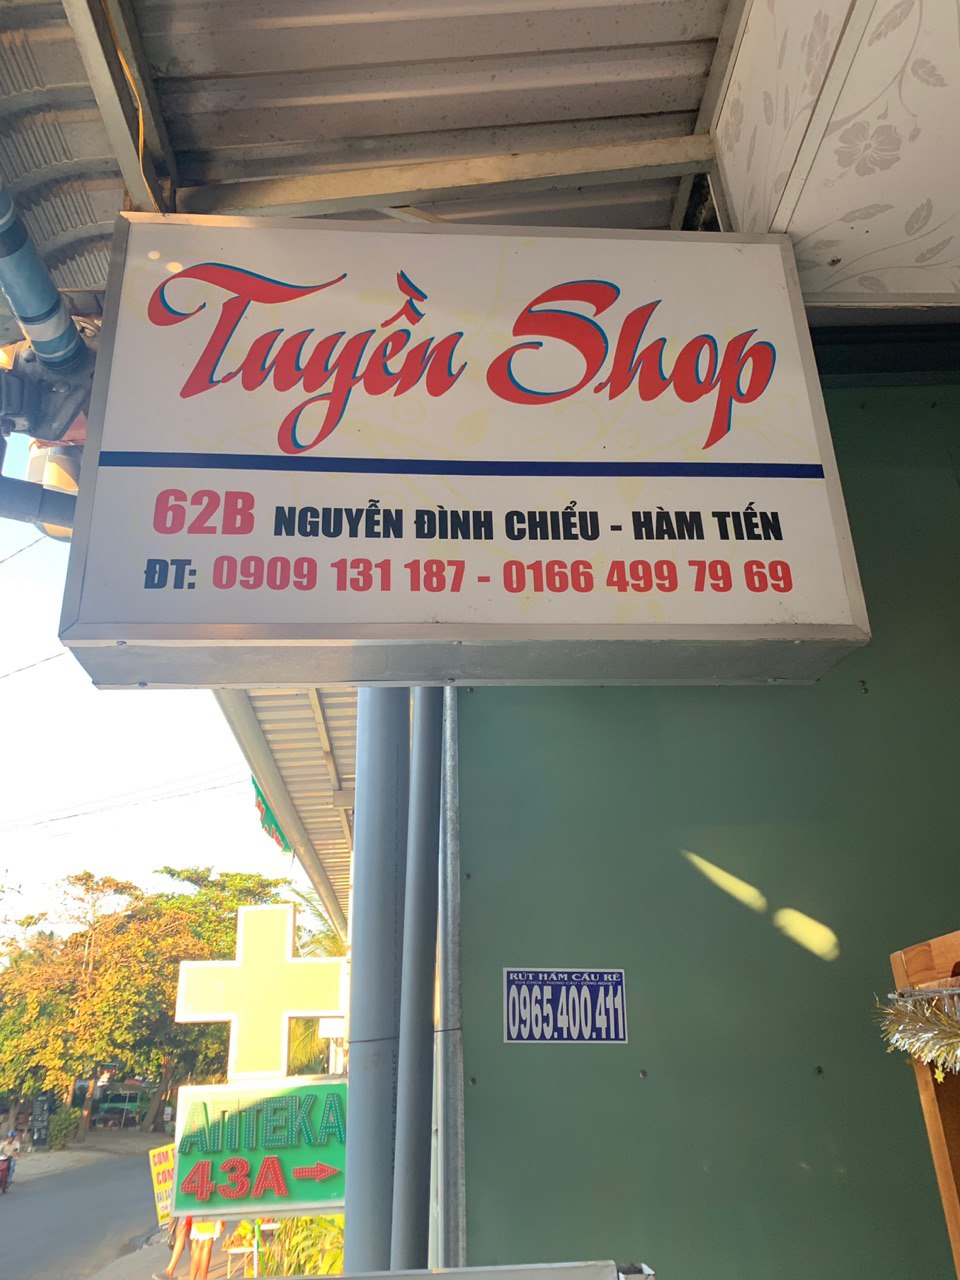 Tuyền Shop
62B NGUYỄN ĐÌNH CHIỂU - HÀM TIẾN
ĐT: 0909 131 187 - 0166 499 79 69
RÚT HẦM CẦU RẺ
0965.400.411
АПТЕКА
43A →
CƠM